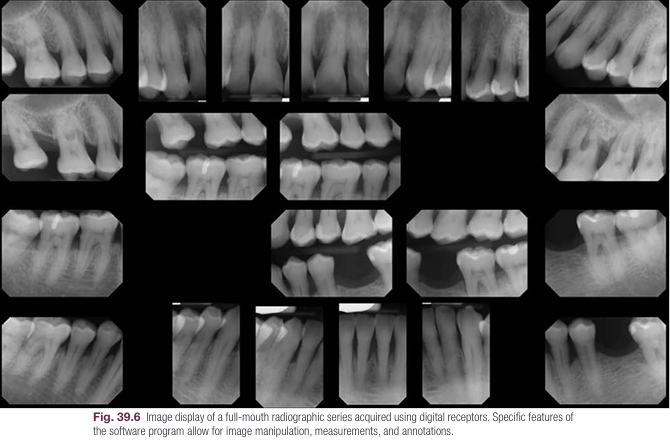 Fig. 39.6 Image display of a full-mouth radiographic series acquired using digital receptors. Specific features of
the software program allow for image manipulation, measurements, and annotations.